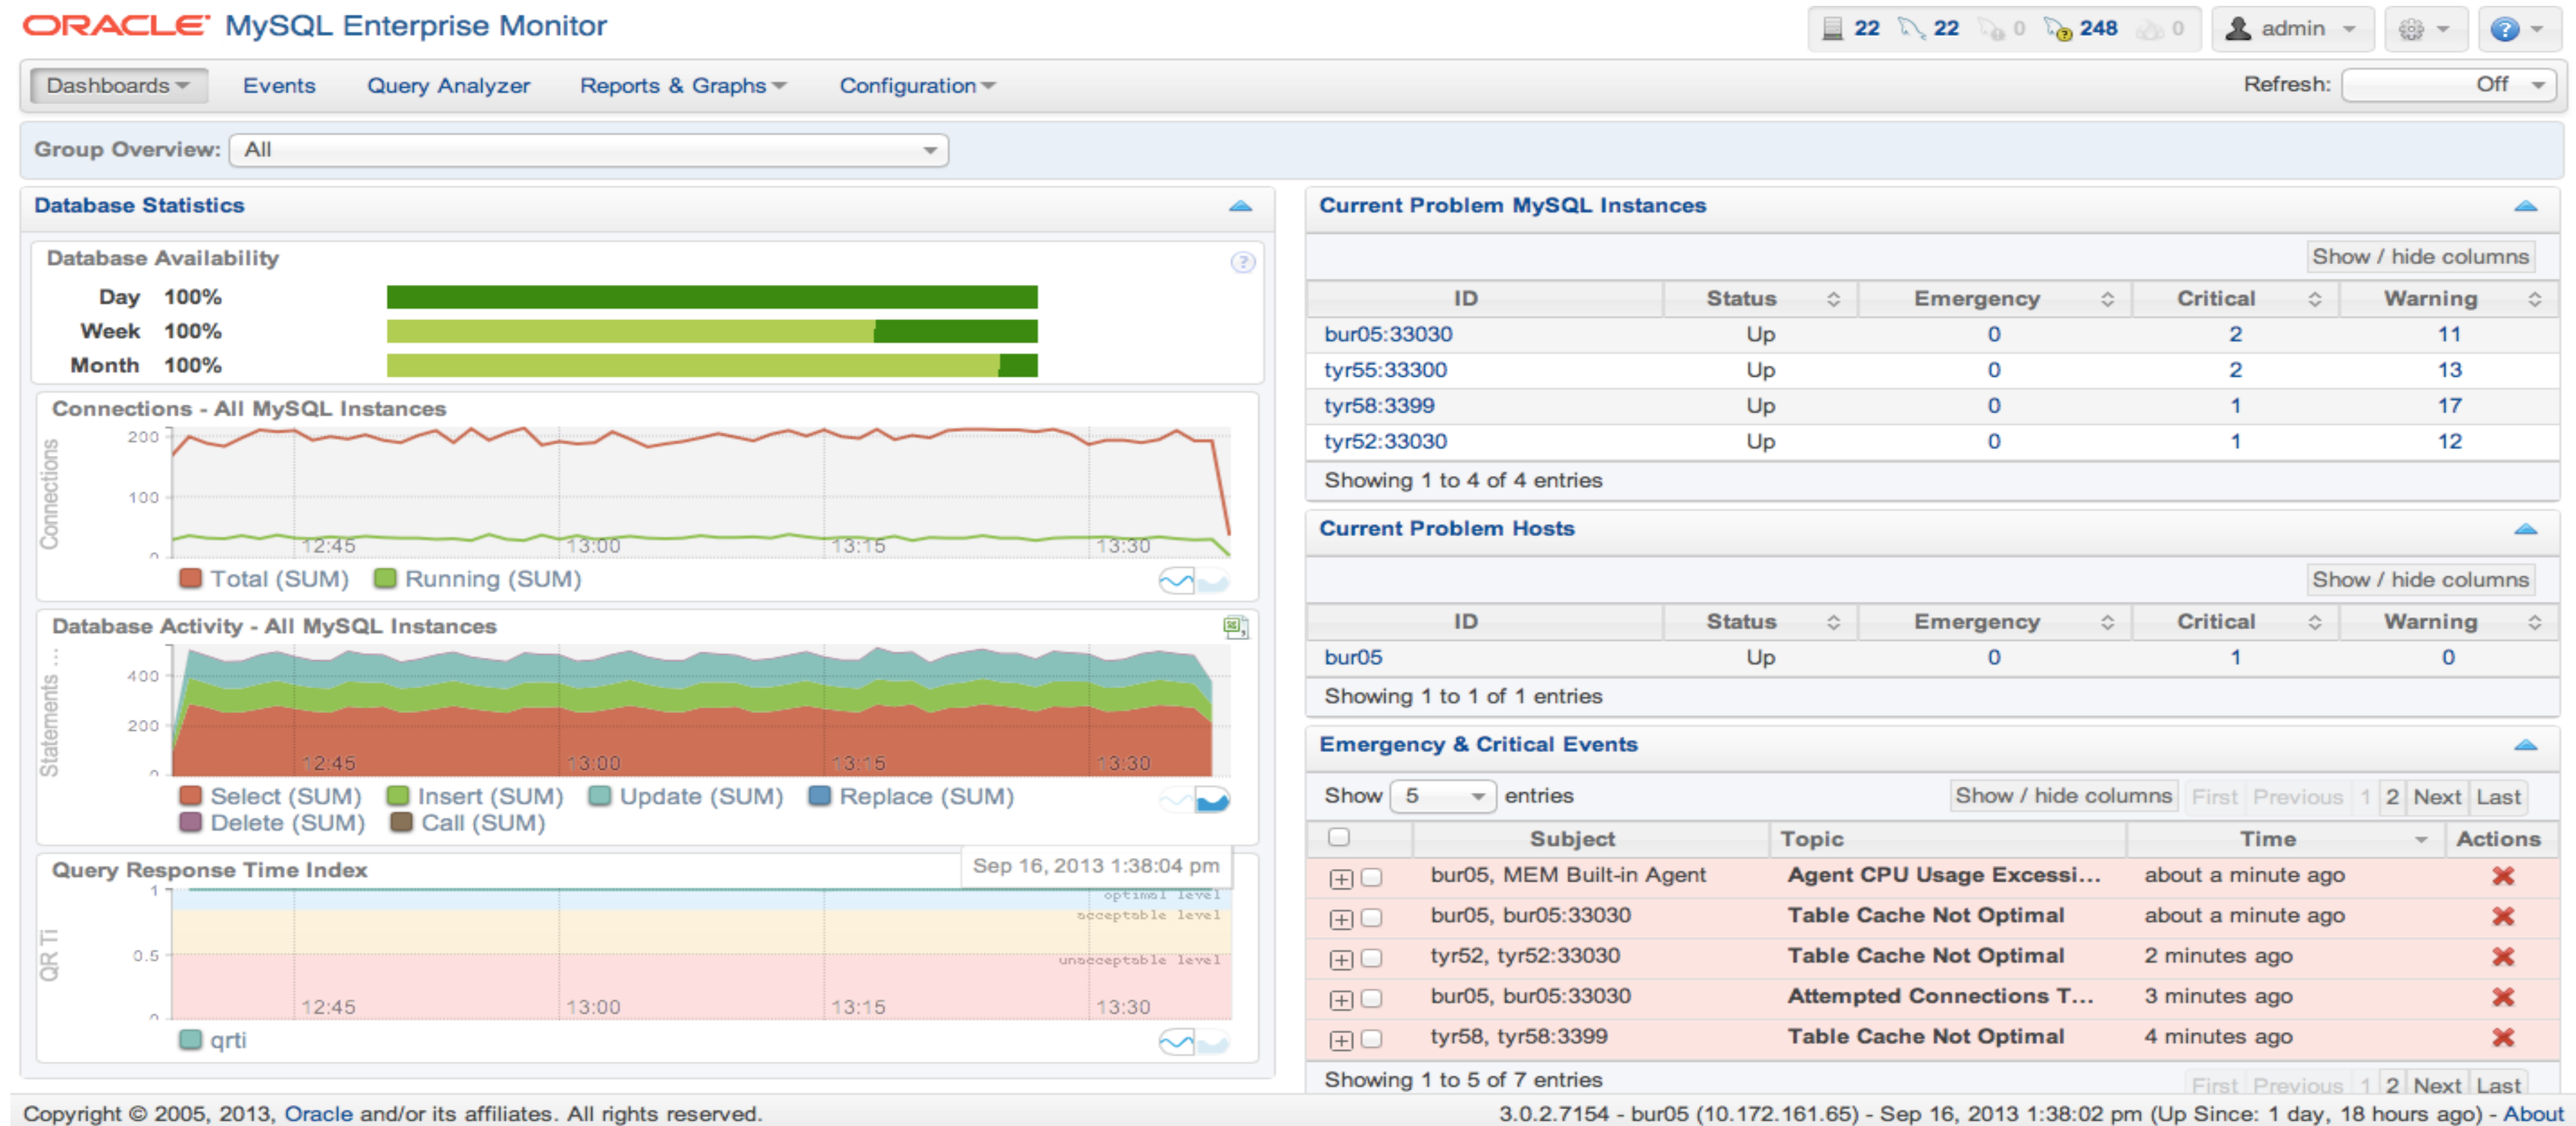 ORACLE MySQL Enterprise Monitor
22 22 0 248 0 admin
Dashboards Events Query Analyzer Reports & Graphs Configuration Refresh: Off
Group Overview: All
Database Statistics
Database Availability
Day 100%
Week 100%
Month 100%
Connections - All MySQL Instances
Connections
200
100
0
12:45 13:00 13:15 13:30
Total (SUM) Running (SUM)
Database Activity - All MySQL Instances
Statements ...
400
200
0
12:45 13:00 13:15 13:30
Select (SUM) Insert (SUM) Update (SUM) Replace (SUM)
Delete (SUM) Call (SUM)
Query Response Time Index
Sep 16, 2013 1:38:04 pm
QR Ti
1
optimal level
acceptable level
0.5
unacceptable level
0
12:45 13:00 13:15 13:30
qrti
Current Problem MySQL Instances
Show / hide columns
ID Status Emergency Critical Warning
bur05:33030 Up 0 2 11
tyr55:33300 Up 0 2 13
tyr58:3399 Up 0 1 17
tyr52:33030 Up 0 1 12
Showing 1 to 4 of 4 entries
Current Problem Hosts
Show / hide columns
ID Status Emergency Critical Warning
bur05 Up 0 1 0
Showing 1 to 1 of 1 entries
Emergency & Critical Events
Show 5 entries Show / hide columns First Previous 1 2 Next Last
Subject Topic Time Actions
bur05, MEM Built-in Agent Agent CPU Usage Excessi... about a minute ago
bur05, bur05:33030 Table Cache Not Optimal about a minute ago
tyr52, tyr52:33030 Table Cache Not Optimal 2 minutes ago
bur05, bur05:33030 Attempted Connections T... 3 minutes ago
tyr58, tyr58:3399 Table Cache Not Optimal 4 minutes ago
Showing 1 to 5 of 7 entries First Previous 1 2 Next Last
Copyright © 2005, 2013, Oracle and/or its affiliates. All rights reserved. 3.0.2.7154 - bur05 (10.172.161.65) - Sep 16, 2013 1:38:02 pm (Up Since: 1 day, 18 hours ago) - About